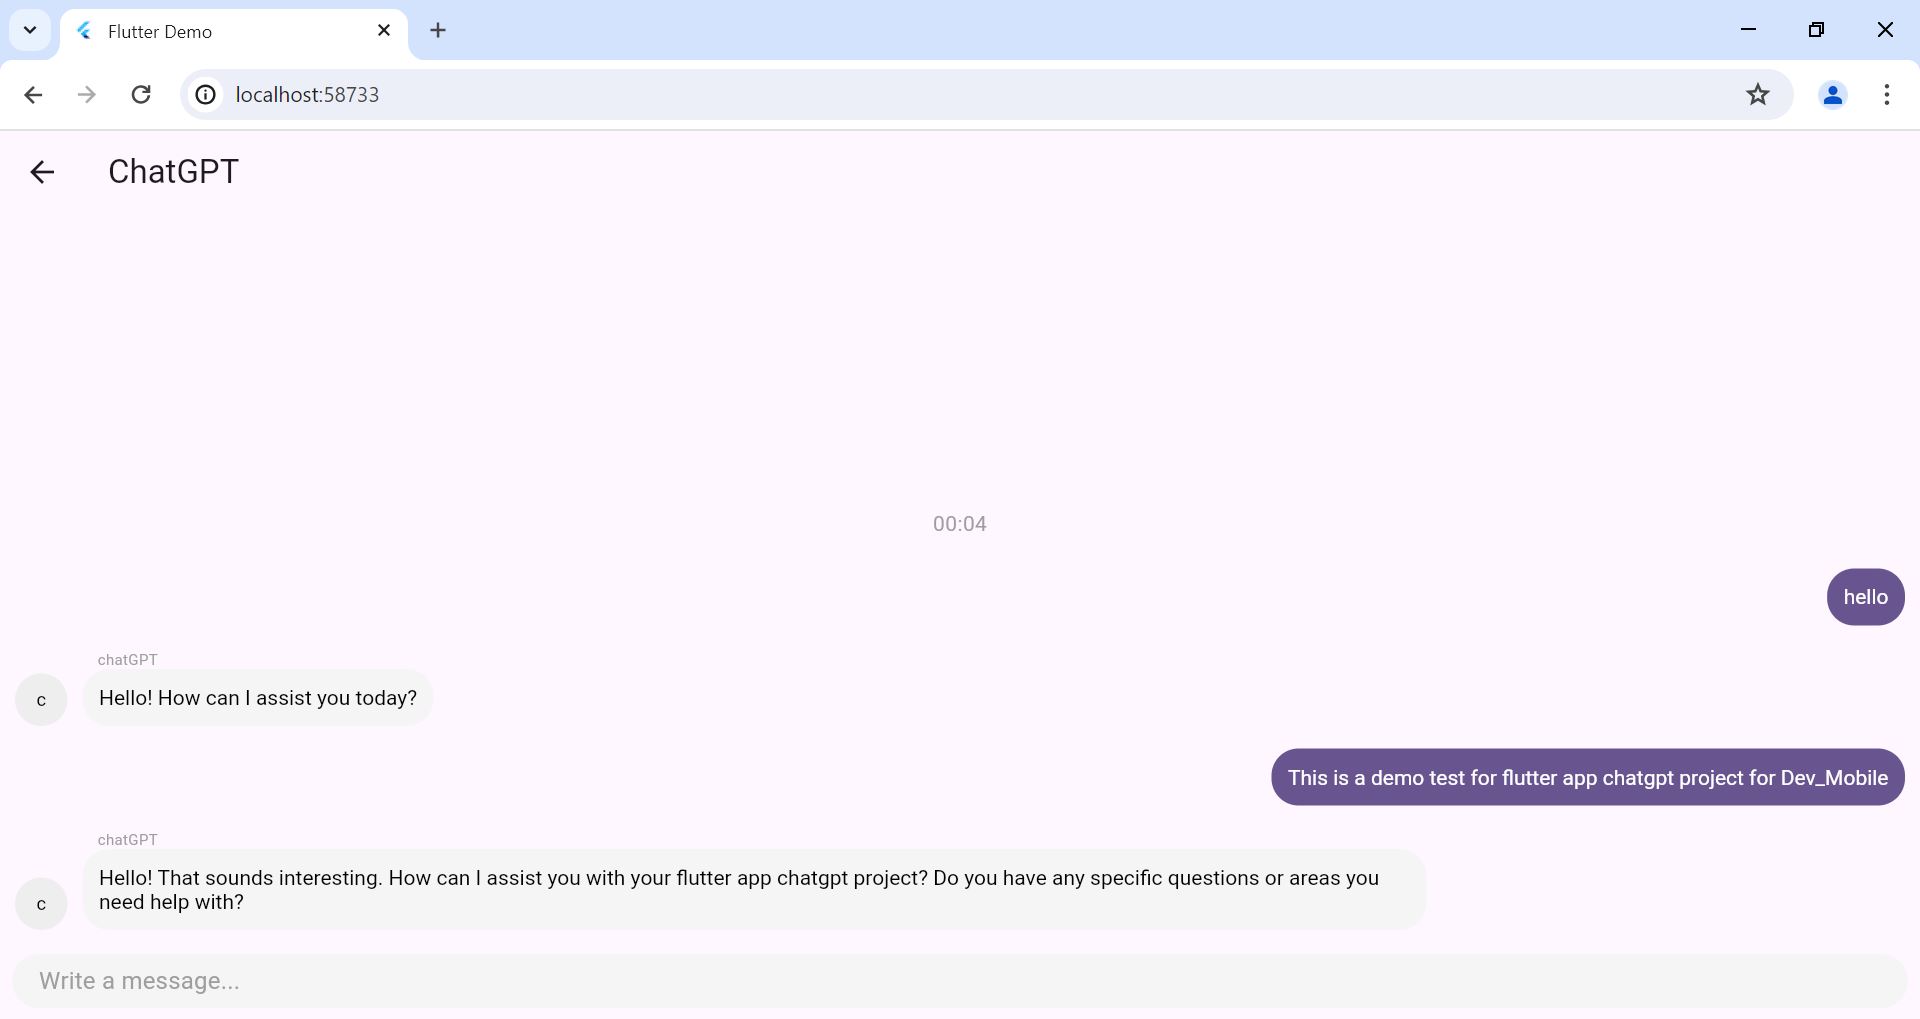 Flutter Demo
localhost:58733
ChatGPT
00:04
hello
chatGPT
c
Hello! How can I assist you today?
This is a demo test for flutter app chatgpt project for Dev_Mobile
chatGPT
Hello! That sounds interesting. How can I assist you with your flutter app chatgpt project? Do you have any specific questions or areas you
need help with?
c
Write a message...